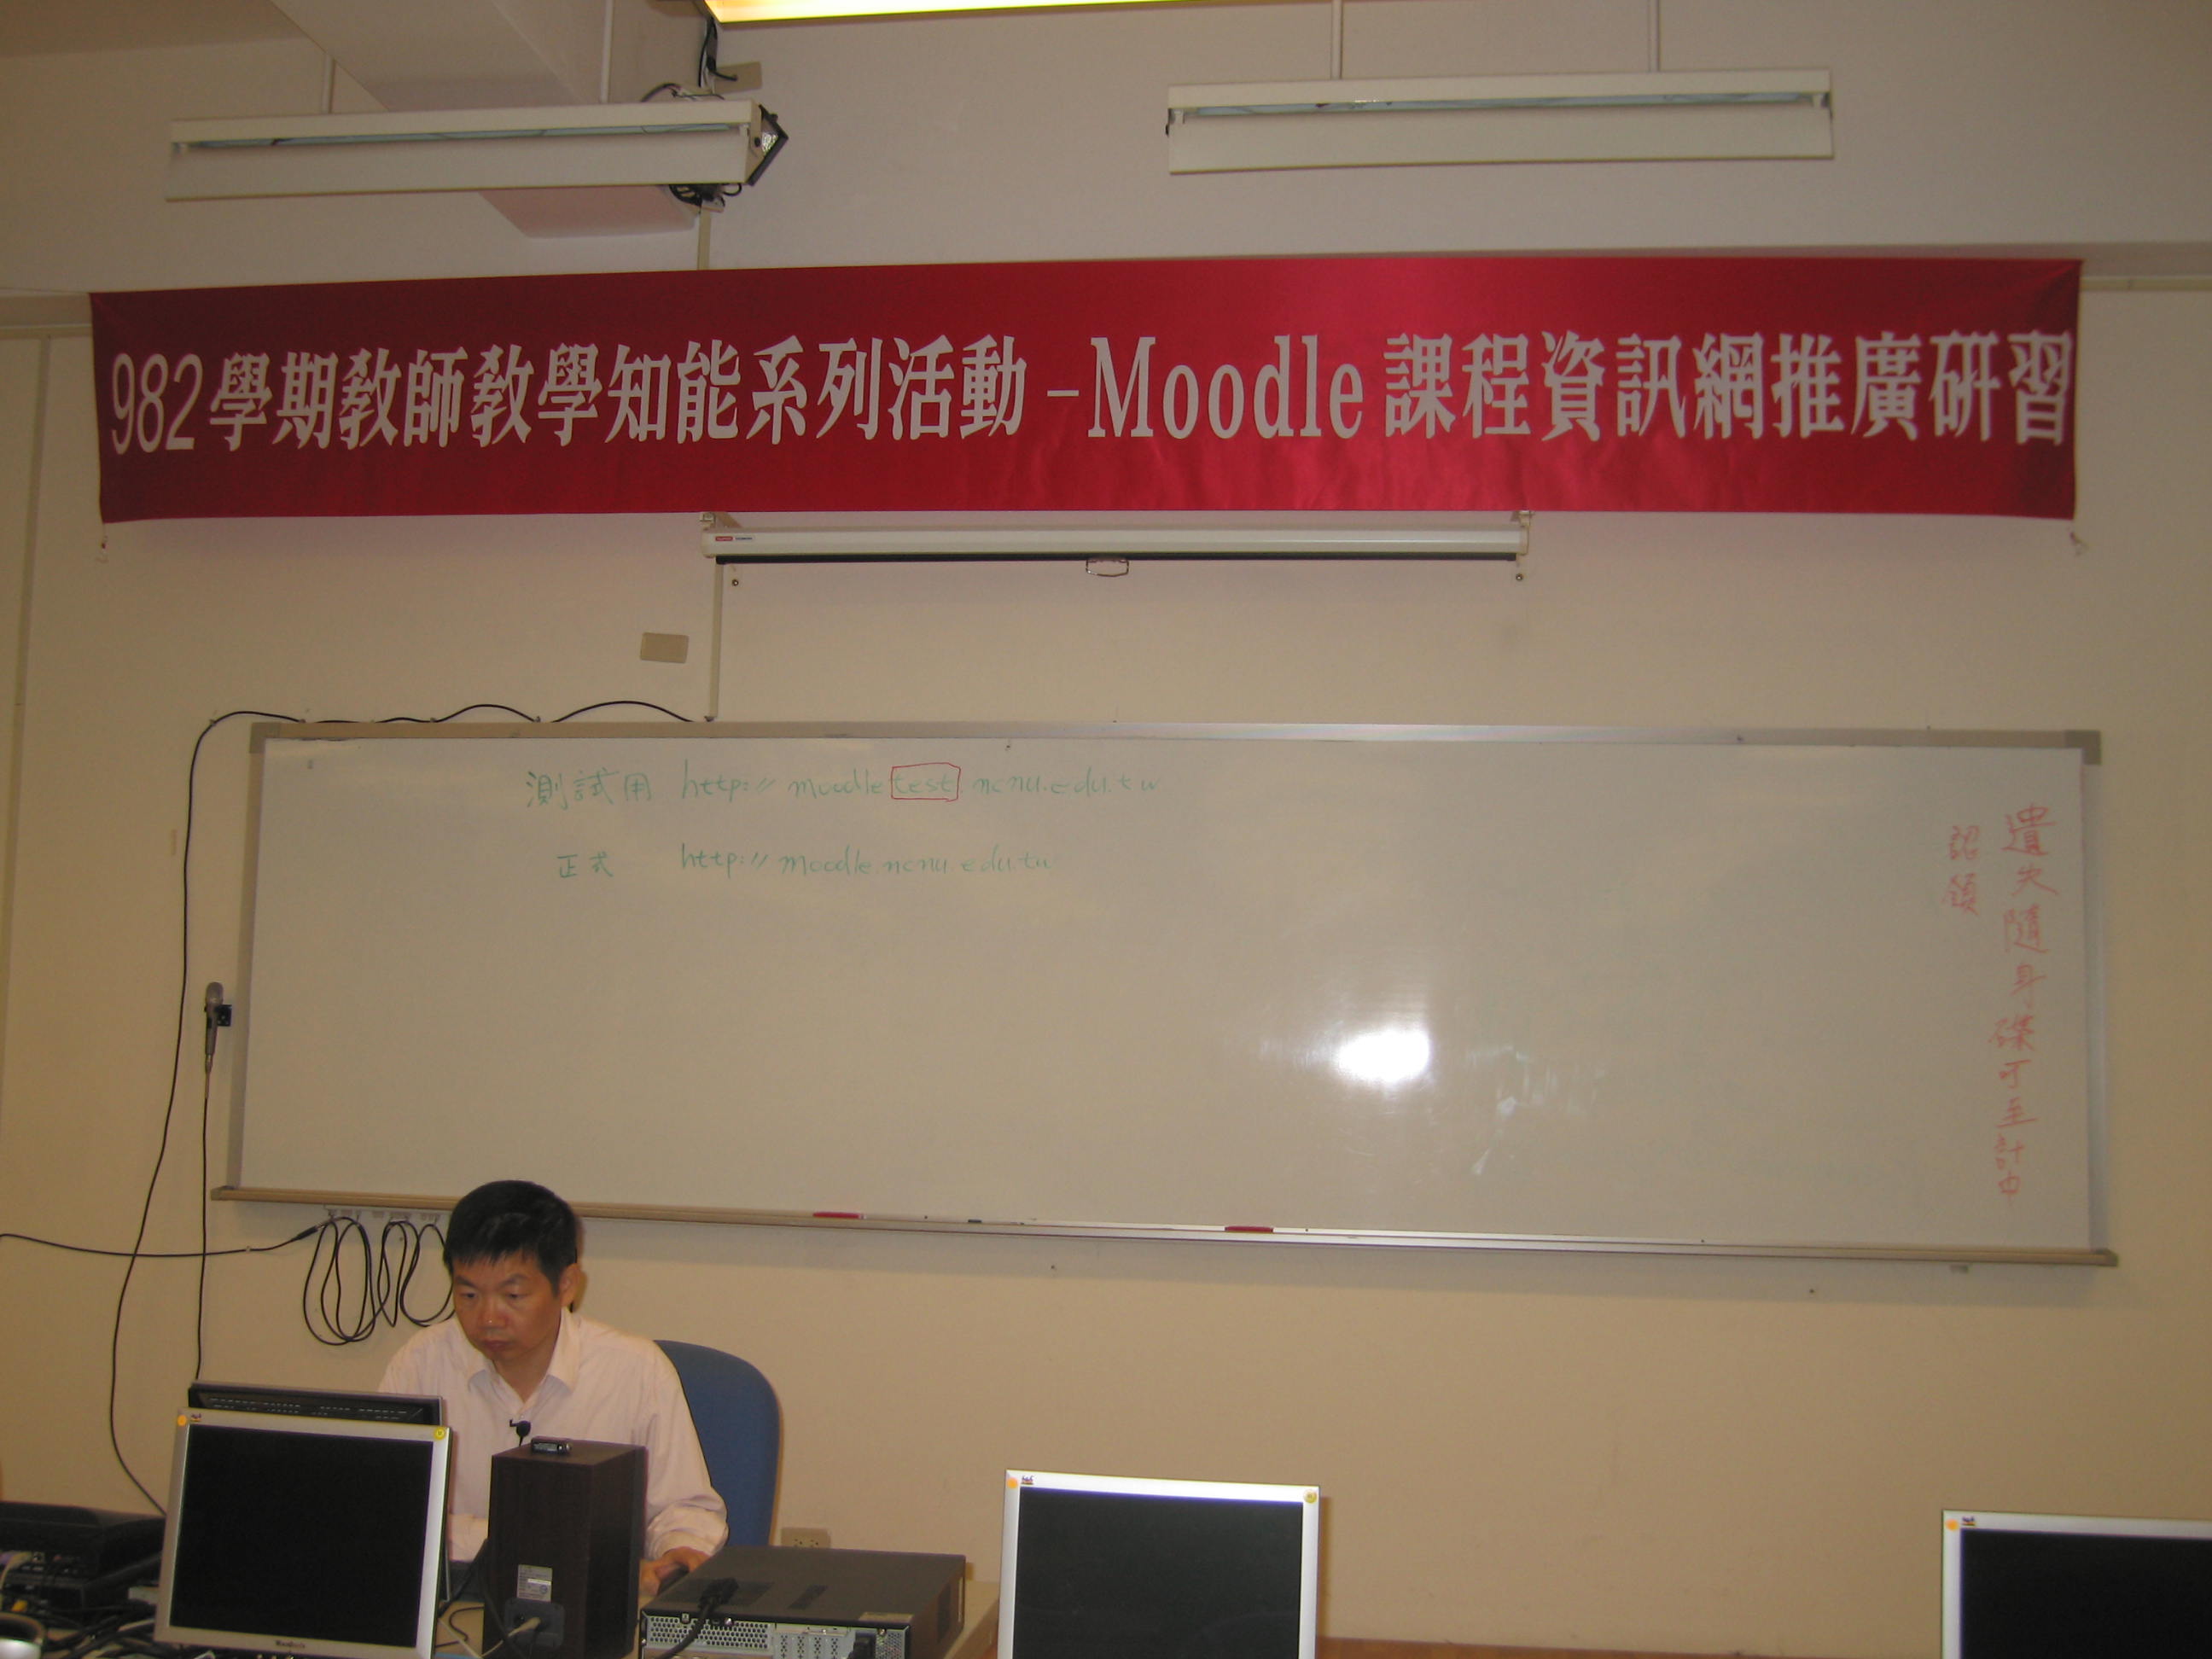 982學期教師教學知能系列活動-Moodle課程資訊網推廣研習
測試用 http://moodletest.ncnu.edu.tw
正式 http://moodle.ncnu.edu.tw
遺失隨身碟可至計中
認領